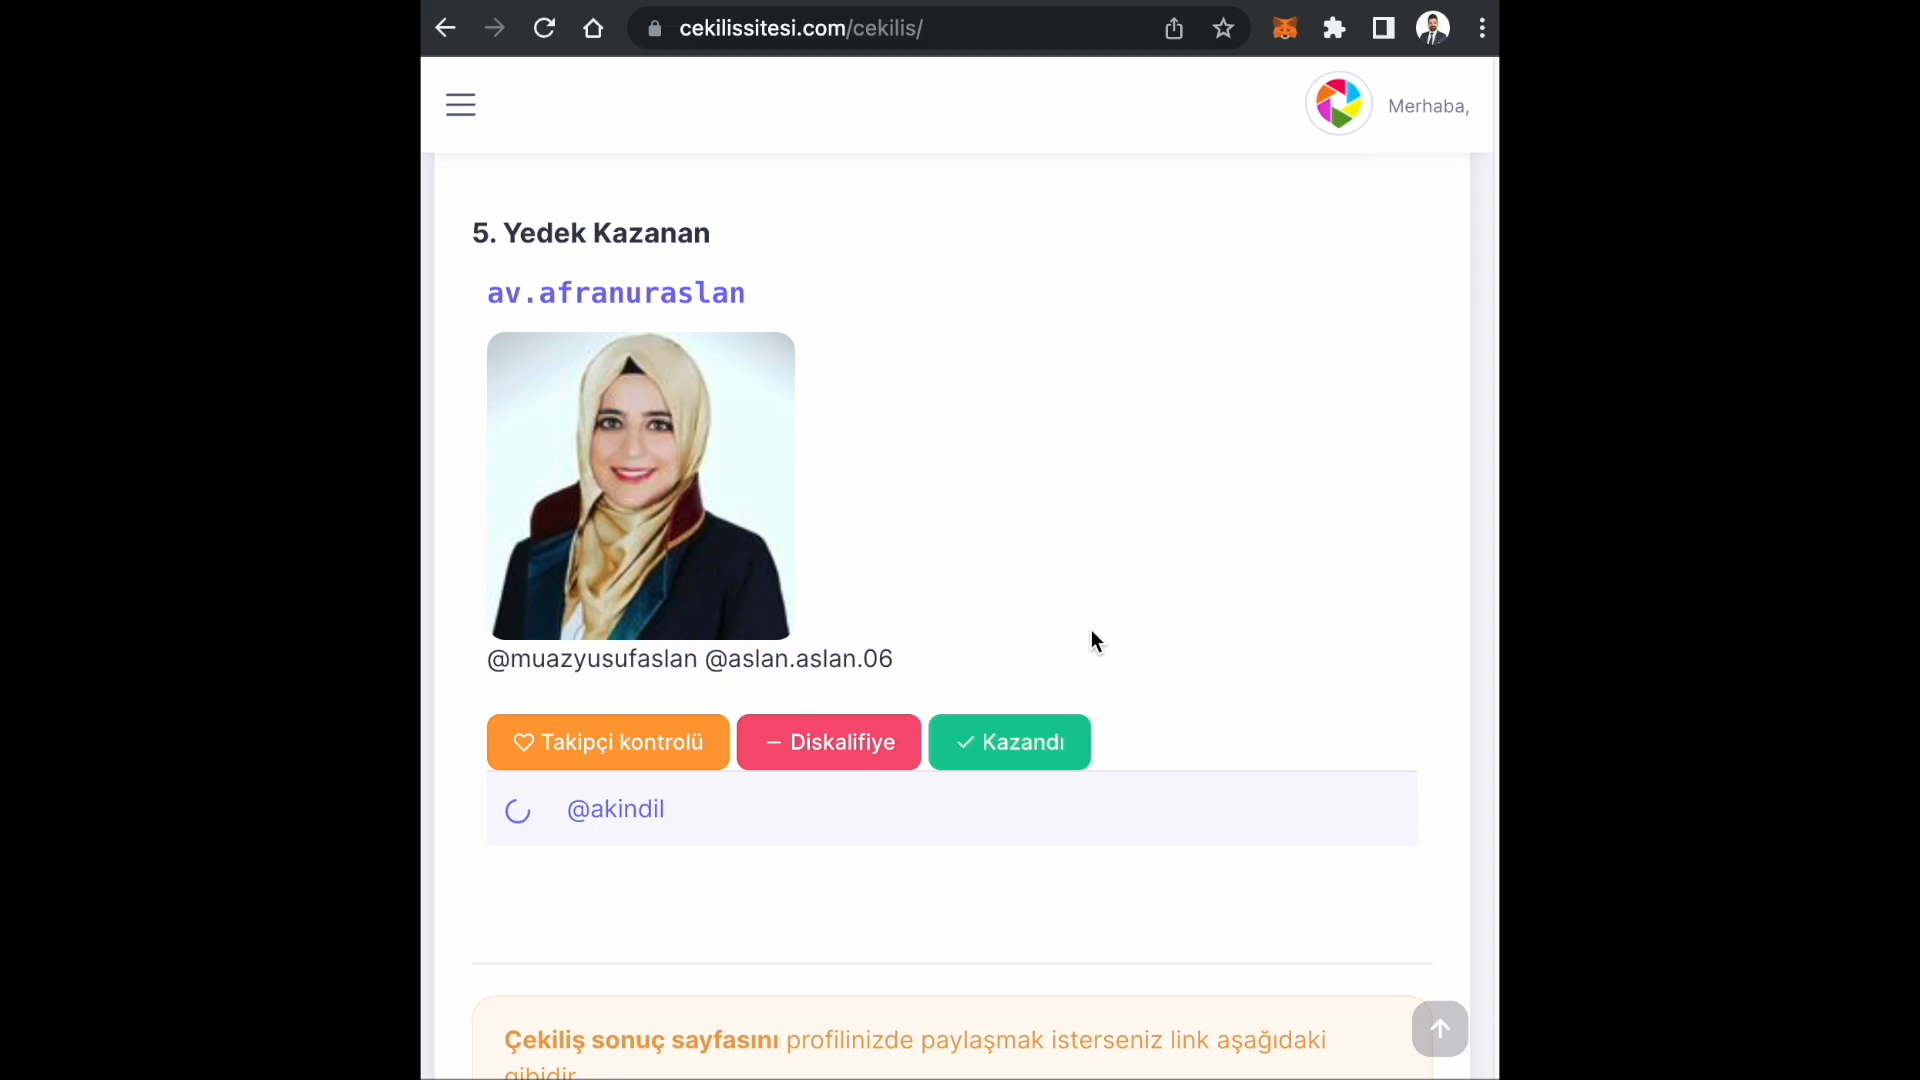 cekilissitesi.com/cekilis/
Merhaba,
5. Yedek Kazanan
av.afranuraslan
@muazyusufaslan @aslan.aslan.06
Takipçi kontrolü
Diskalifiye
Kazandı
@akindil
Çekiliş sonuç sayfasını profilinizde paylaşmak isterseniz link aşağıdaki
gibidir